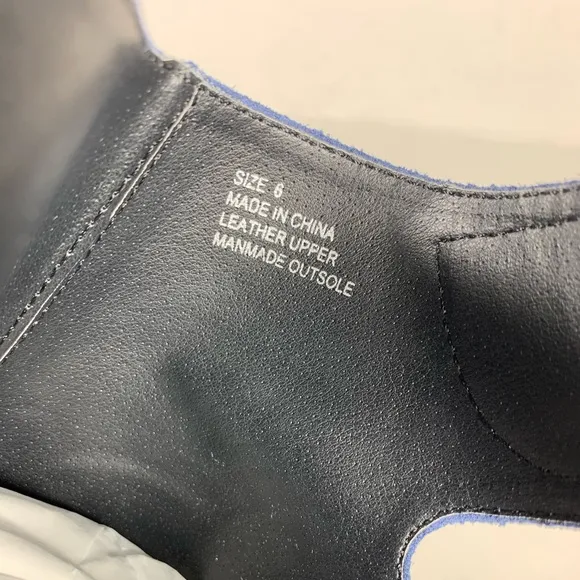 SIZE 6
MADE IN CHINA
LEATHER UPPER
MANMADE OUTSOLE